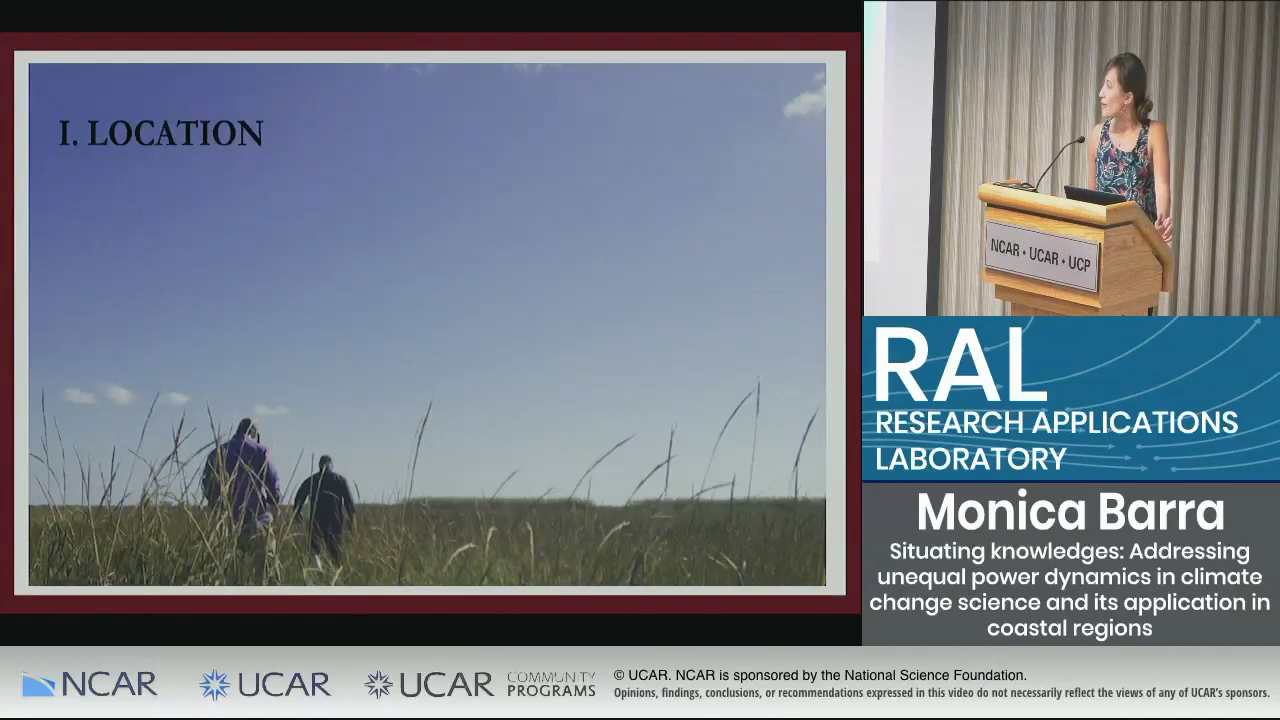 I. LOCATION
NCAR • UCAR • UCP
RAL
RESEARCH APPLICATIONS
LABORATORY
Monica Barra
Situating knowledges: Addressing
unequal power dynamics in climate
change science and its application in
coastal regions
NCAR
UCAR
UCAR
COMMUNITY
PROGRAMS
© UCAR. NCAR is sponsored by the National Science Foundation.
Opinions, findings, conclusions, or recommendations expressed in this video do not necessarily reflect the views of any of UCAR's sponsors.